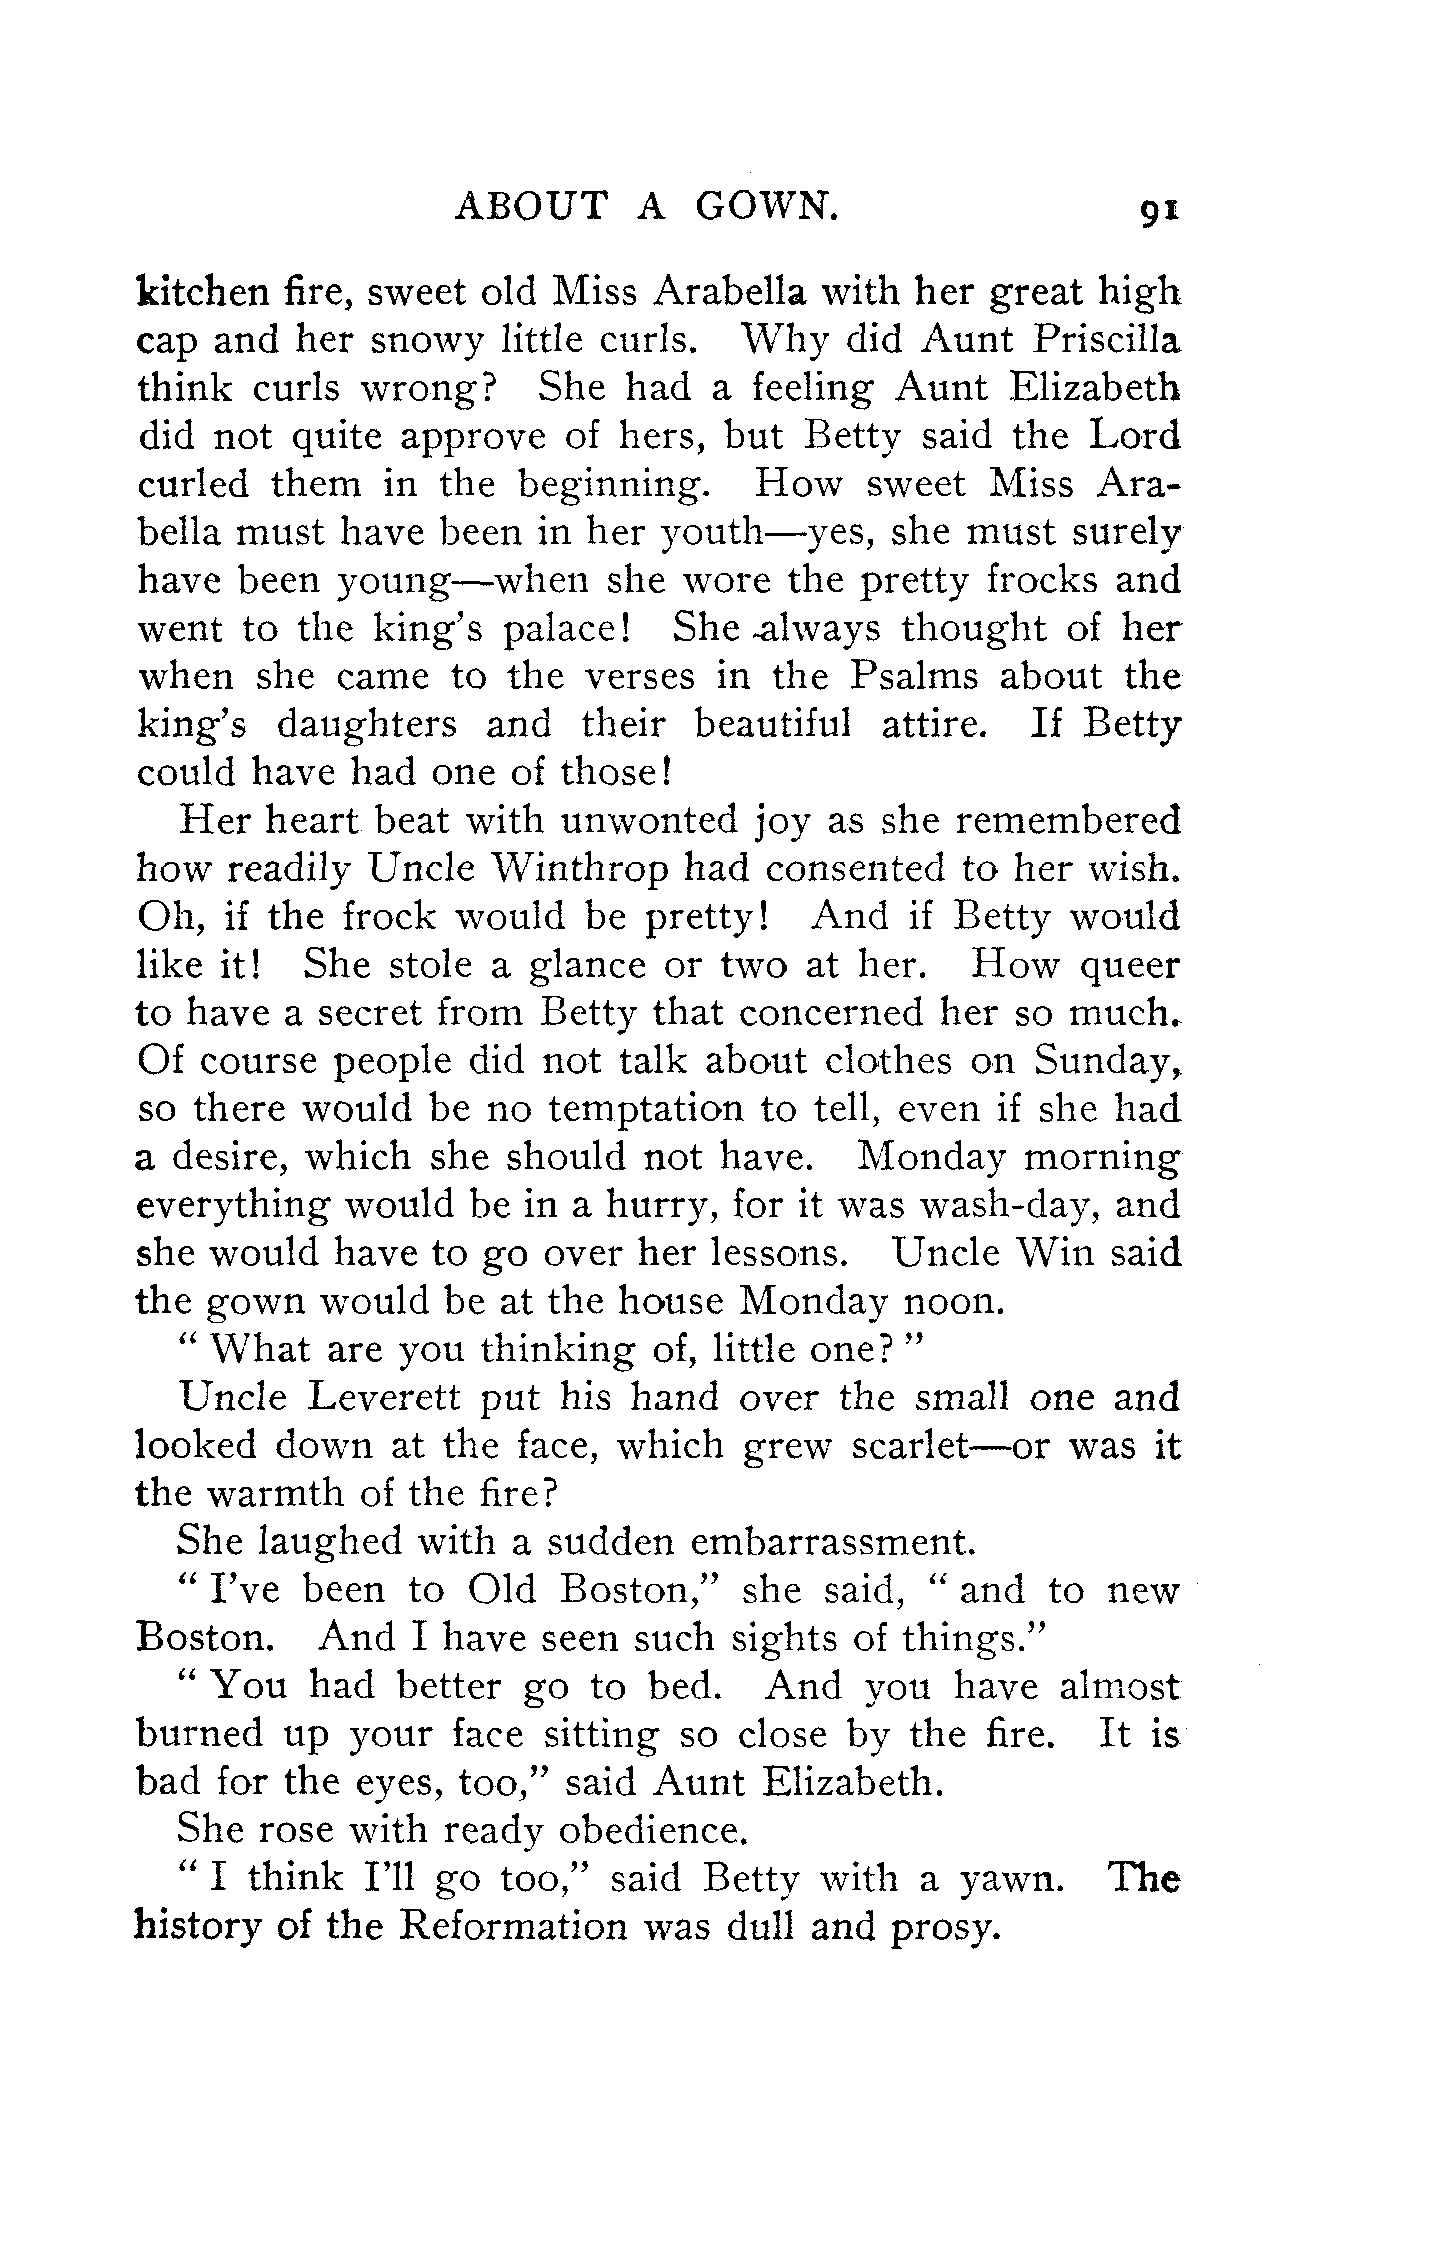 ABOUT A GOWN. 91
kitchen fire, sweet old Miss Arabella with her great high
cap and her snowy little curls. Why did Aunt Priscilla
think curls wrong? She had a feeling Aunt Elizabeth
did not quite approve of hers, but Betty said the Lord
curled them in the beginning. How sweet Miss Ara-
bella must have been in her youth—yes, she must surely
have been young—when she wore the pretty frocks and
went to the king's palace! She always thought of her
when she came to the verses in the Psalms about the
king's daughters and their beautiful attire. If Betty
could have had one of those!
Her heart beat with unwonted joy as she remembered
how readily Uncle Winthrop had consented to her wish.
Oh, if the frock would be pretty! And if Betty would
like it! She stole a glance or two at her. How queer
to have a secret from Betty that concerned her so much.
Of course people did not talk about clothes on Sunday,
so there would be no temptation to tell, even if she had
a desire, which she should not have. Monday morning
everything would be in a hurry, for it was wash-day, and
she would have to go over her lessons. Uncle Win said
the gown would be at the house Monday noon.
" What are you thinking of, little one? "
Uncle Leverett put his hand over the small one and
looked down at the face, which grew scarlet—or was it
the warmth of the fire?
She laughed with a sudden embarrassment.
" I've been to Old Boston," she said, " and to new
Boston. And I have seen such sights of things."
" You had better go to bed. And you have almost
burned up your face sitting so close by the fire. It is
bad for the eyes, too," said Aunt Elizabeth.
She rose with ready obedience.
" I think I'll go too," said Betty with a yawn. The
history of the Reformation was dull and prosy.